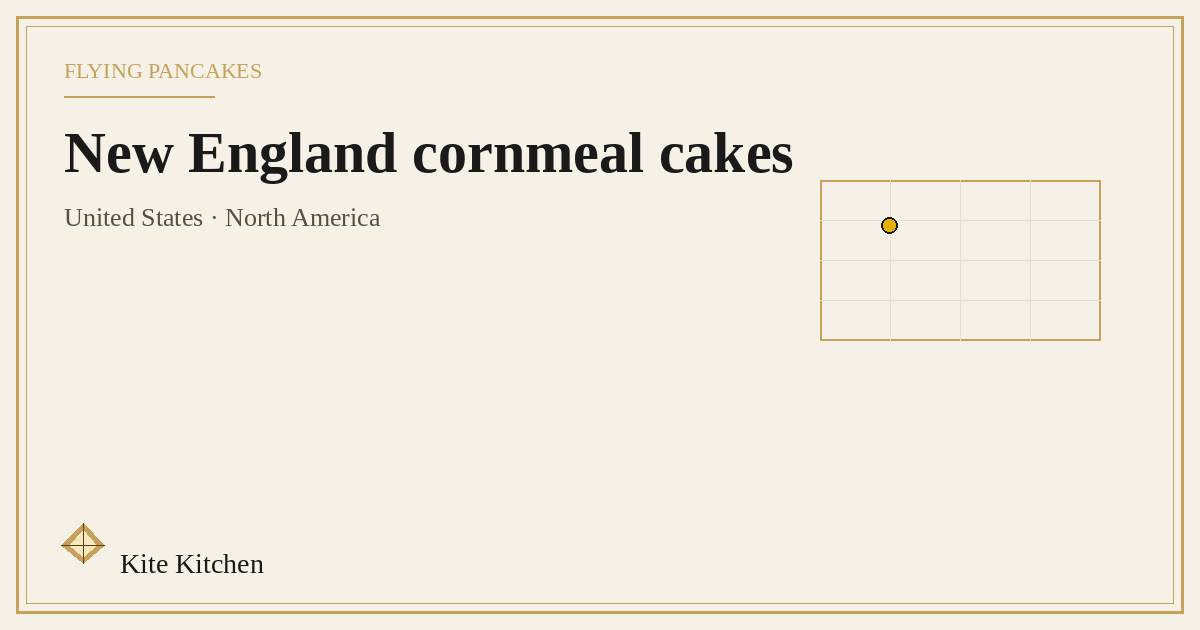 FLYING PANCAKES
New England cornmeal cakes
United States · North America
Kite Kitchen